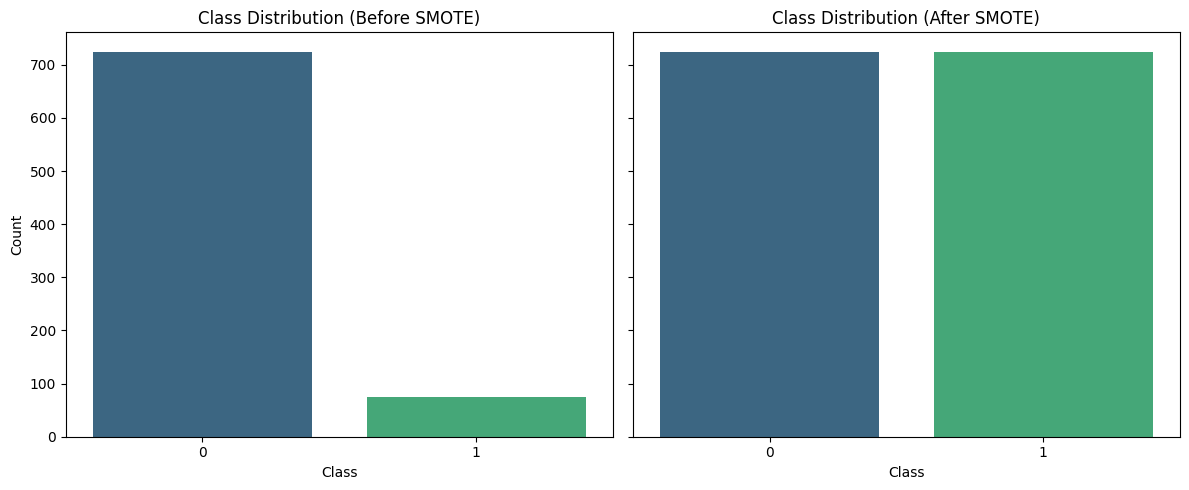 Class Distribution (Before SMOTE)
Class Distribution (After SMOTE)
700
600
500
400
300
200
100
0
Count
0
1
0
1
Class
Class